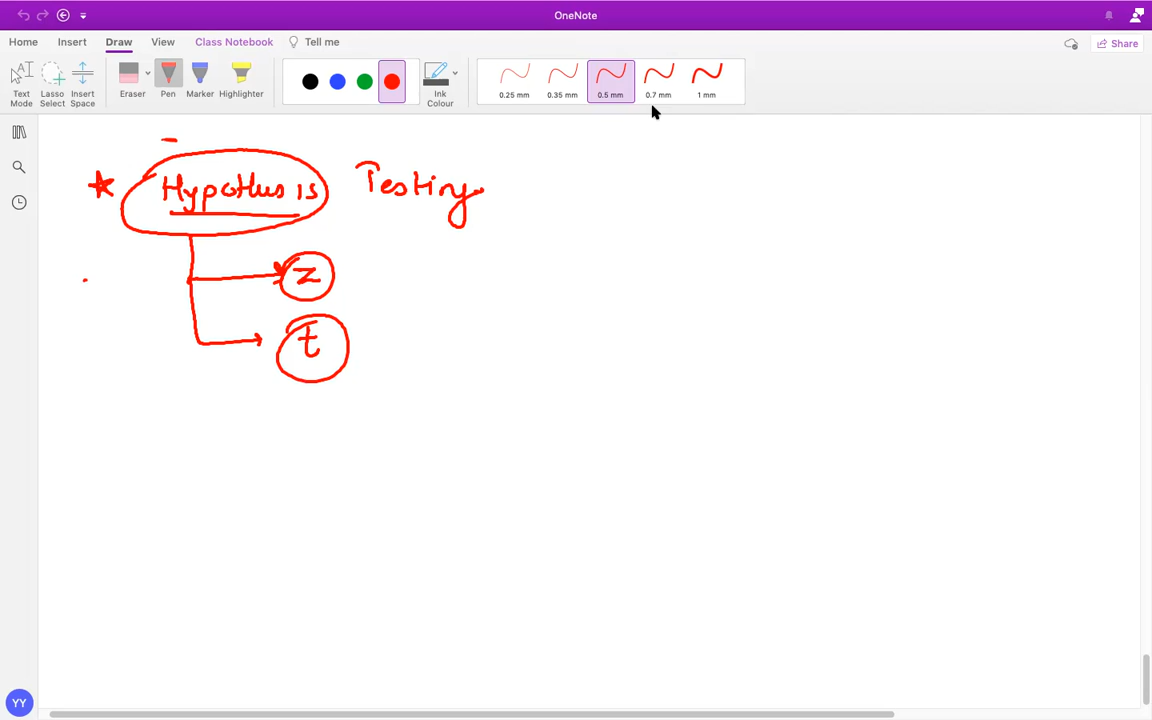 OneNote
Home Insert Draw View Class Notebook Tell me Share
Text Mode Lasso Select Insert Space Eraser Pen Marker Highlighter Ink Colour 0.25 mm 0.35 mm 0.5 mm 0.7 mm 1 mm
Hypothesis Testing
z
t
YY